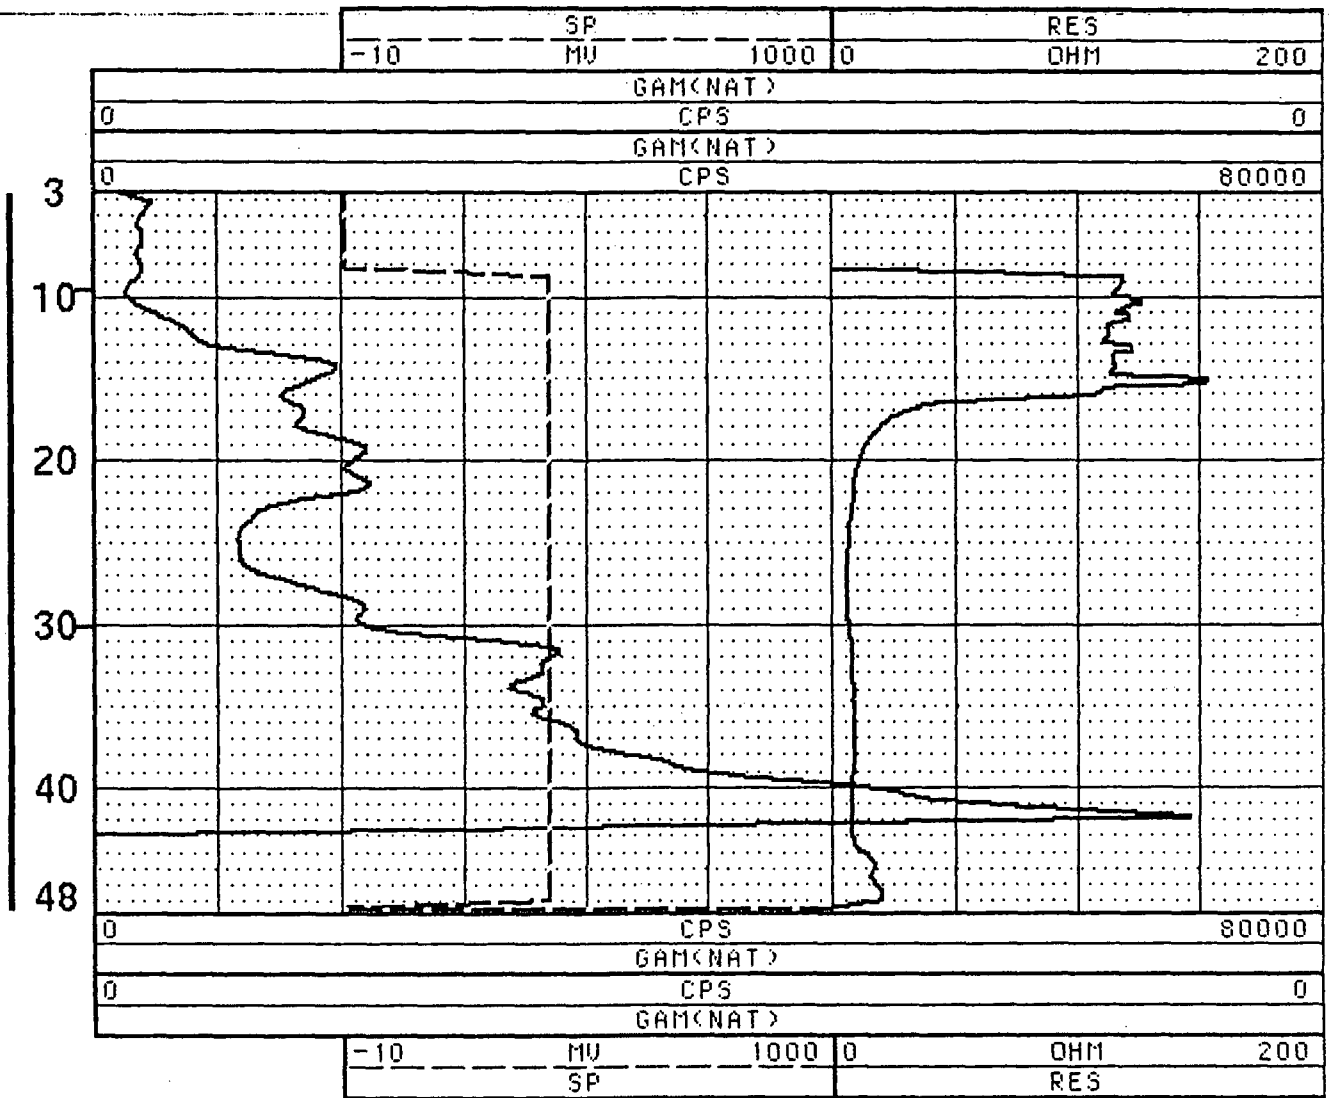 SP RES
-10 MV 1000 0 OHM 200
GAM(NAT)
0 CPS 0
GAM(NAT)
0 CPS 80000
3
10
20
30
40
48
0 CPS 80000
GAM(NAT)
0 CPS 0
GAM(NAT)
-10 MV 1000 0 OHM 200
SP RES